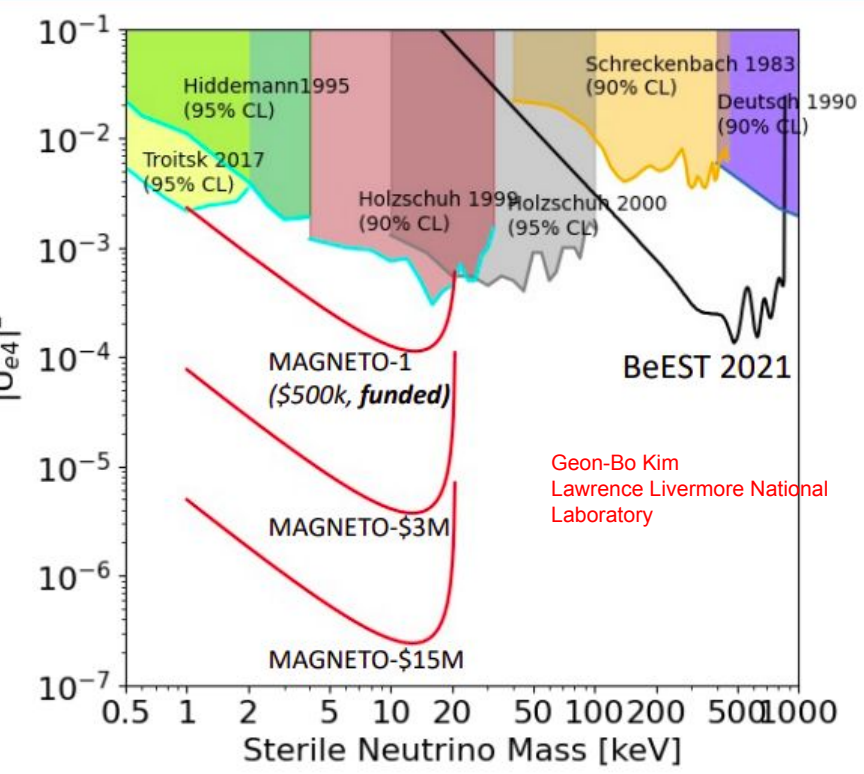 10⁻¹
10⁻²
10⁻³
10⁻⁴
10⁻⁵
10⁻⁶
10⁻⁷
Hiddemann1995
(95% CL)
Troitsk 2017
(95% CL)
Holzschuh 1999
(90% CL)
Holzschuh 2000
(95% CL)
Schreckenbach 1983
(90% CL)
Deutsch 1990
(90% CL)
MAGNETO-1
($500k, funded)
BeEST 2021
MAGNETO-$3M
MAGNETO-$15M
Geon-Bo Kim
Lawrence Livermore National
Laboratory
0.5 1 2 5 10 20 50 100 200 500 1000
Sterile Neutrino Mass [keV]